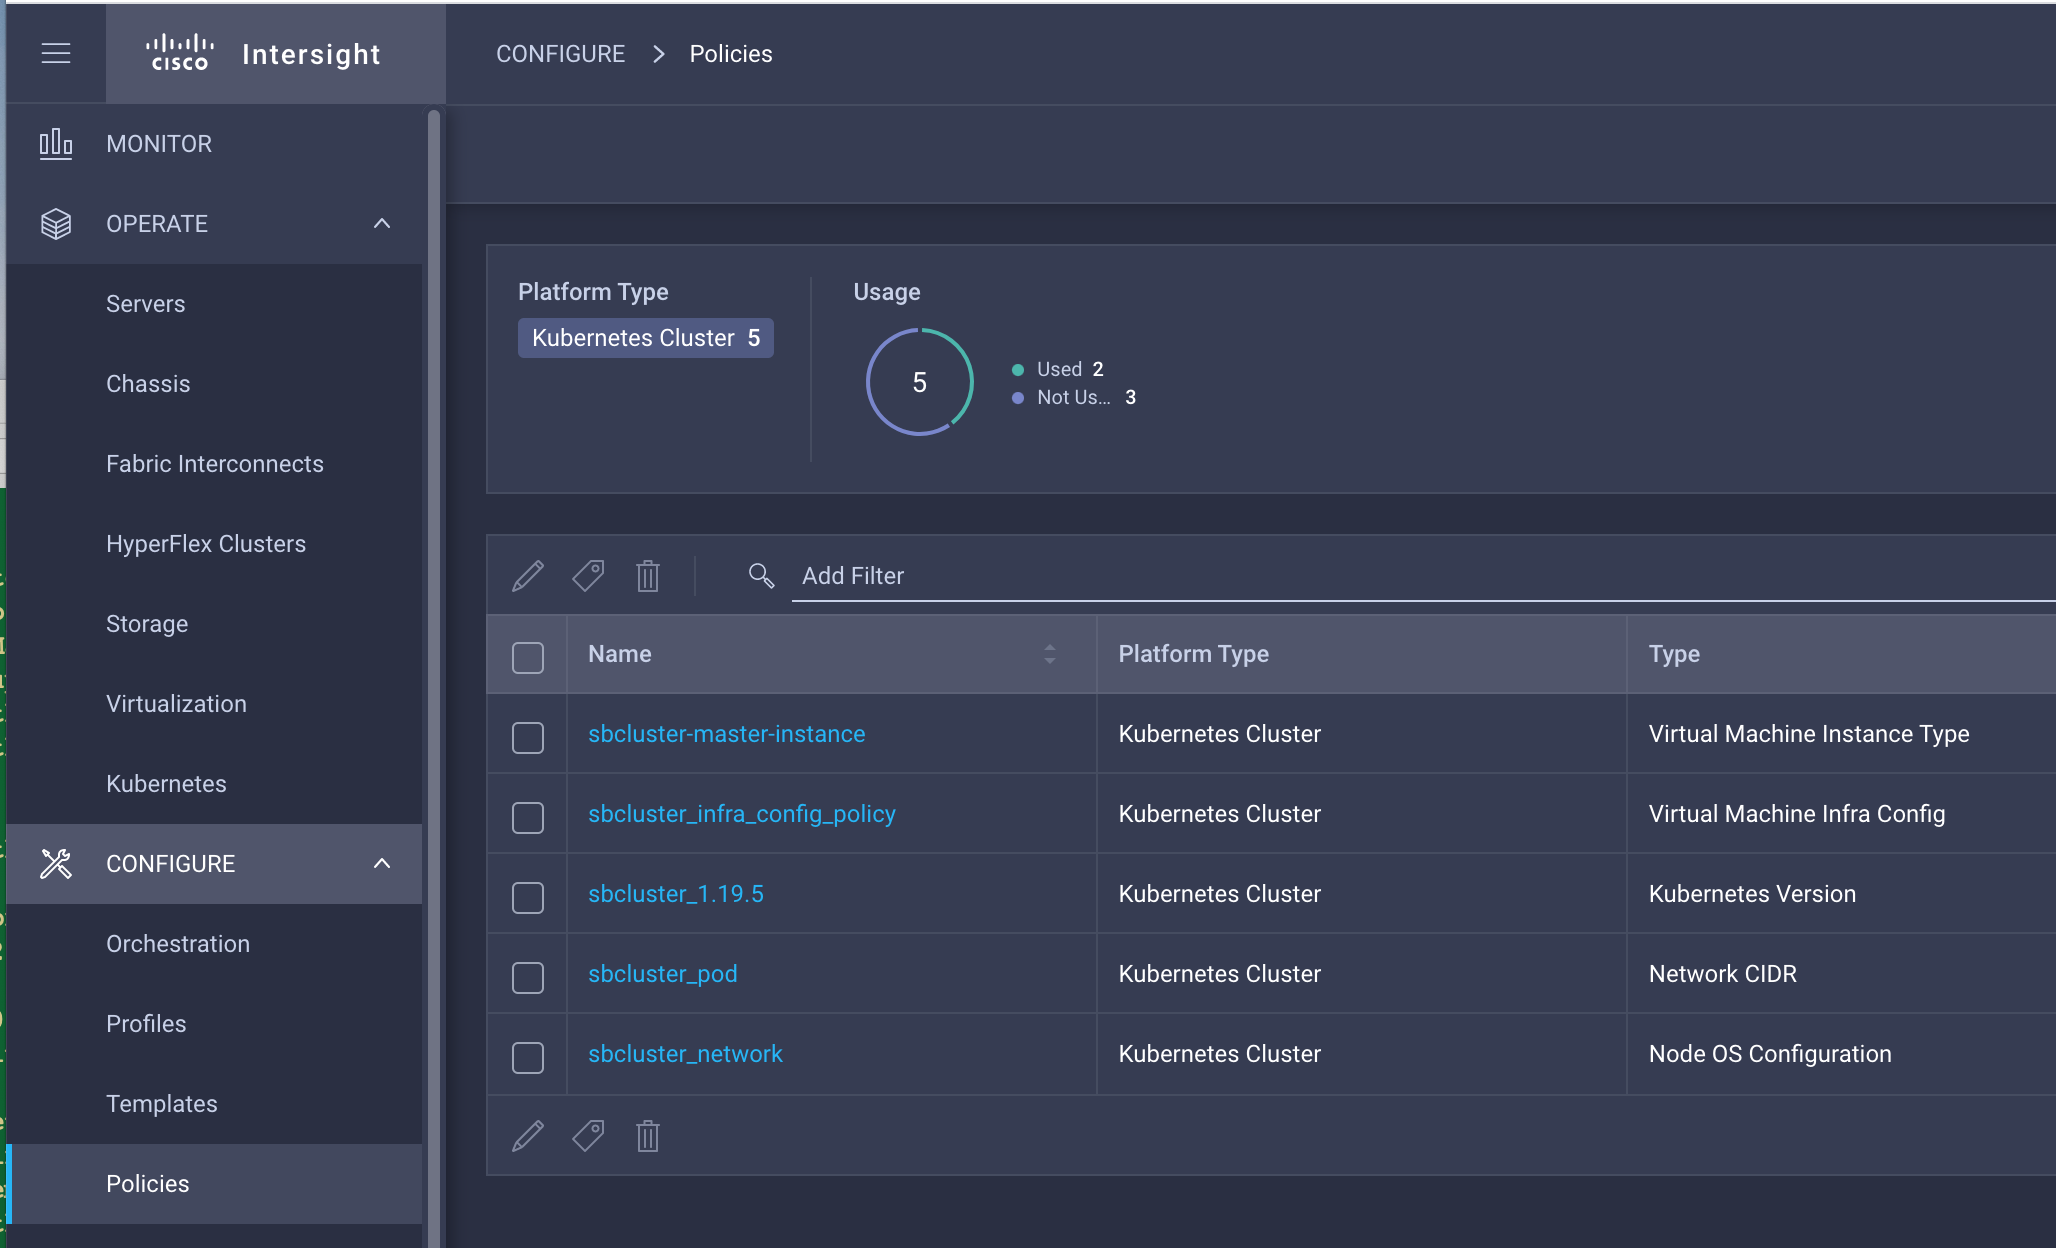 CISCO Intersight
CONFIGURE > Policies
MONITOR
OPERATE
Servers
Chassis
Fabric Interconnects
HyperFlex Clusters
Storage
Virtualization
Kubernetes
CONFIGURE
Orchestration
Profiles
Templates
Policies
Platform Type
Kubernetes Cluster 5
Usage
5
Used 2
Not Us... 3
Add Filter
Name Platform Type Type
sbcluster-master-instance Kubernetes Cluster Virtual Machine Instance Type
sbcluster_infra_config_policy Kubernetes Cluster Virtual Machine Infra Config
sbcluster_1.19.5 Kubernetes Cluster Kubernetes Version
sbcluster_pod Kubernetes Cluster Network CIDR
sbcluster_network Kubernetes Cluster Node OS Configuration